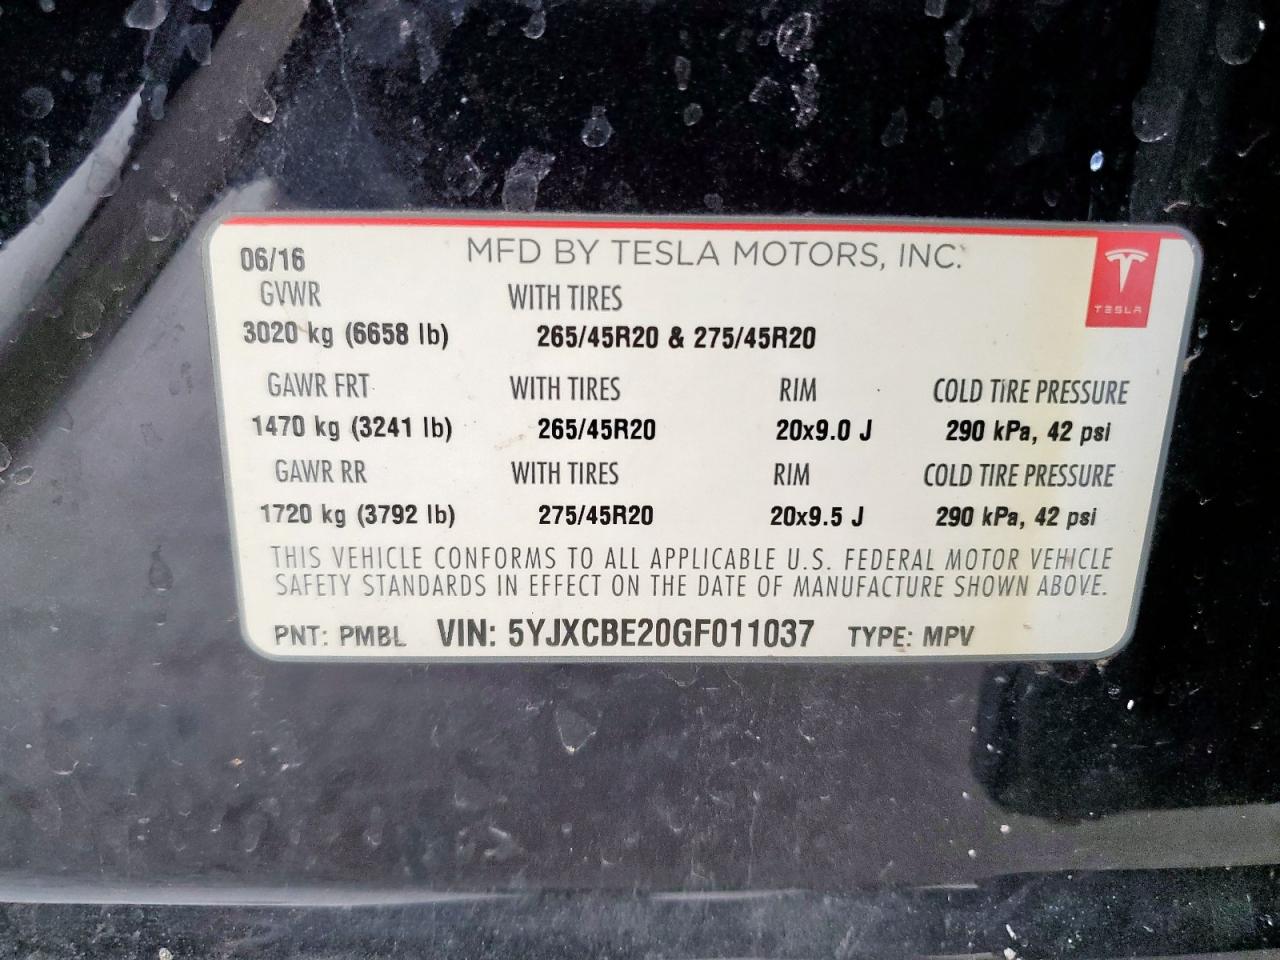 06/16 MFD BY TESLA MOTORS, INC.
TESLA
GVWR WITH TIRES
3020 kg (6658 lb) 265/45R20 & 275/45R20
GAWR FRT WITH TIRES RIM COLD TIRE PRESSURE
1470 kg (3241 lb) 265/45R20 20x9.0 J 290 kPa, 42 psi
GAWR RR WITH TIRES RIM COLD TIRE PRESSURE
1720 kg (3792 lb) 275/45R20 20x9.5 J 290 kPa, 42 psi
THIS VEHICLE CONFORMS TO ALL APPLICABLE U.S. FEDERAL MOTOR VEHICLE
SAFETY STANDARDS IN EFFECT ON THE DATE OF MANUFACTURE SHOWN ABOVE.
PNT: PMBL VIN: 5YJXCBE20GF011037 TYPE: MPV